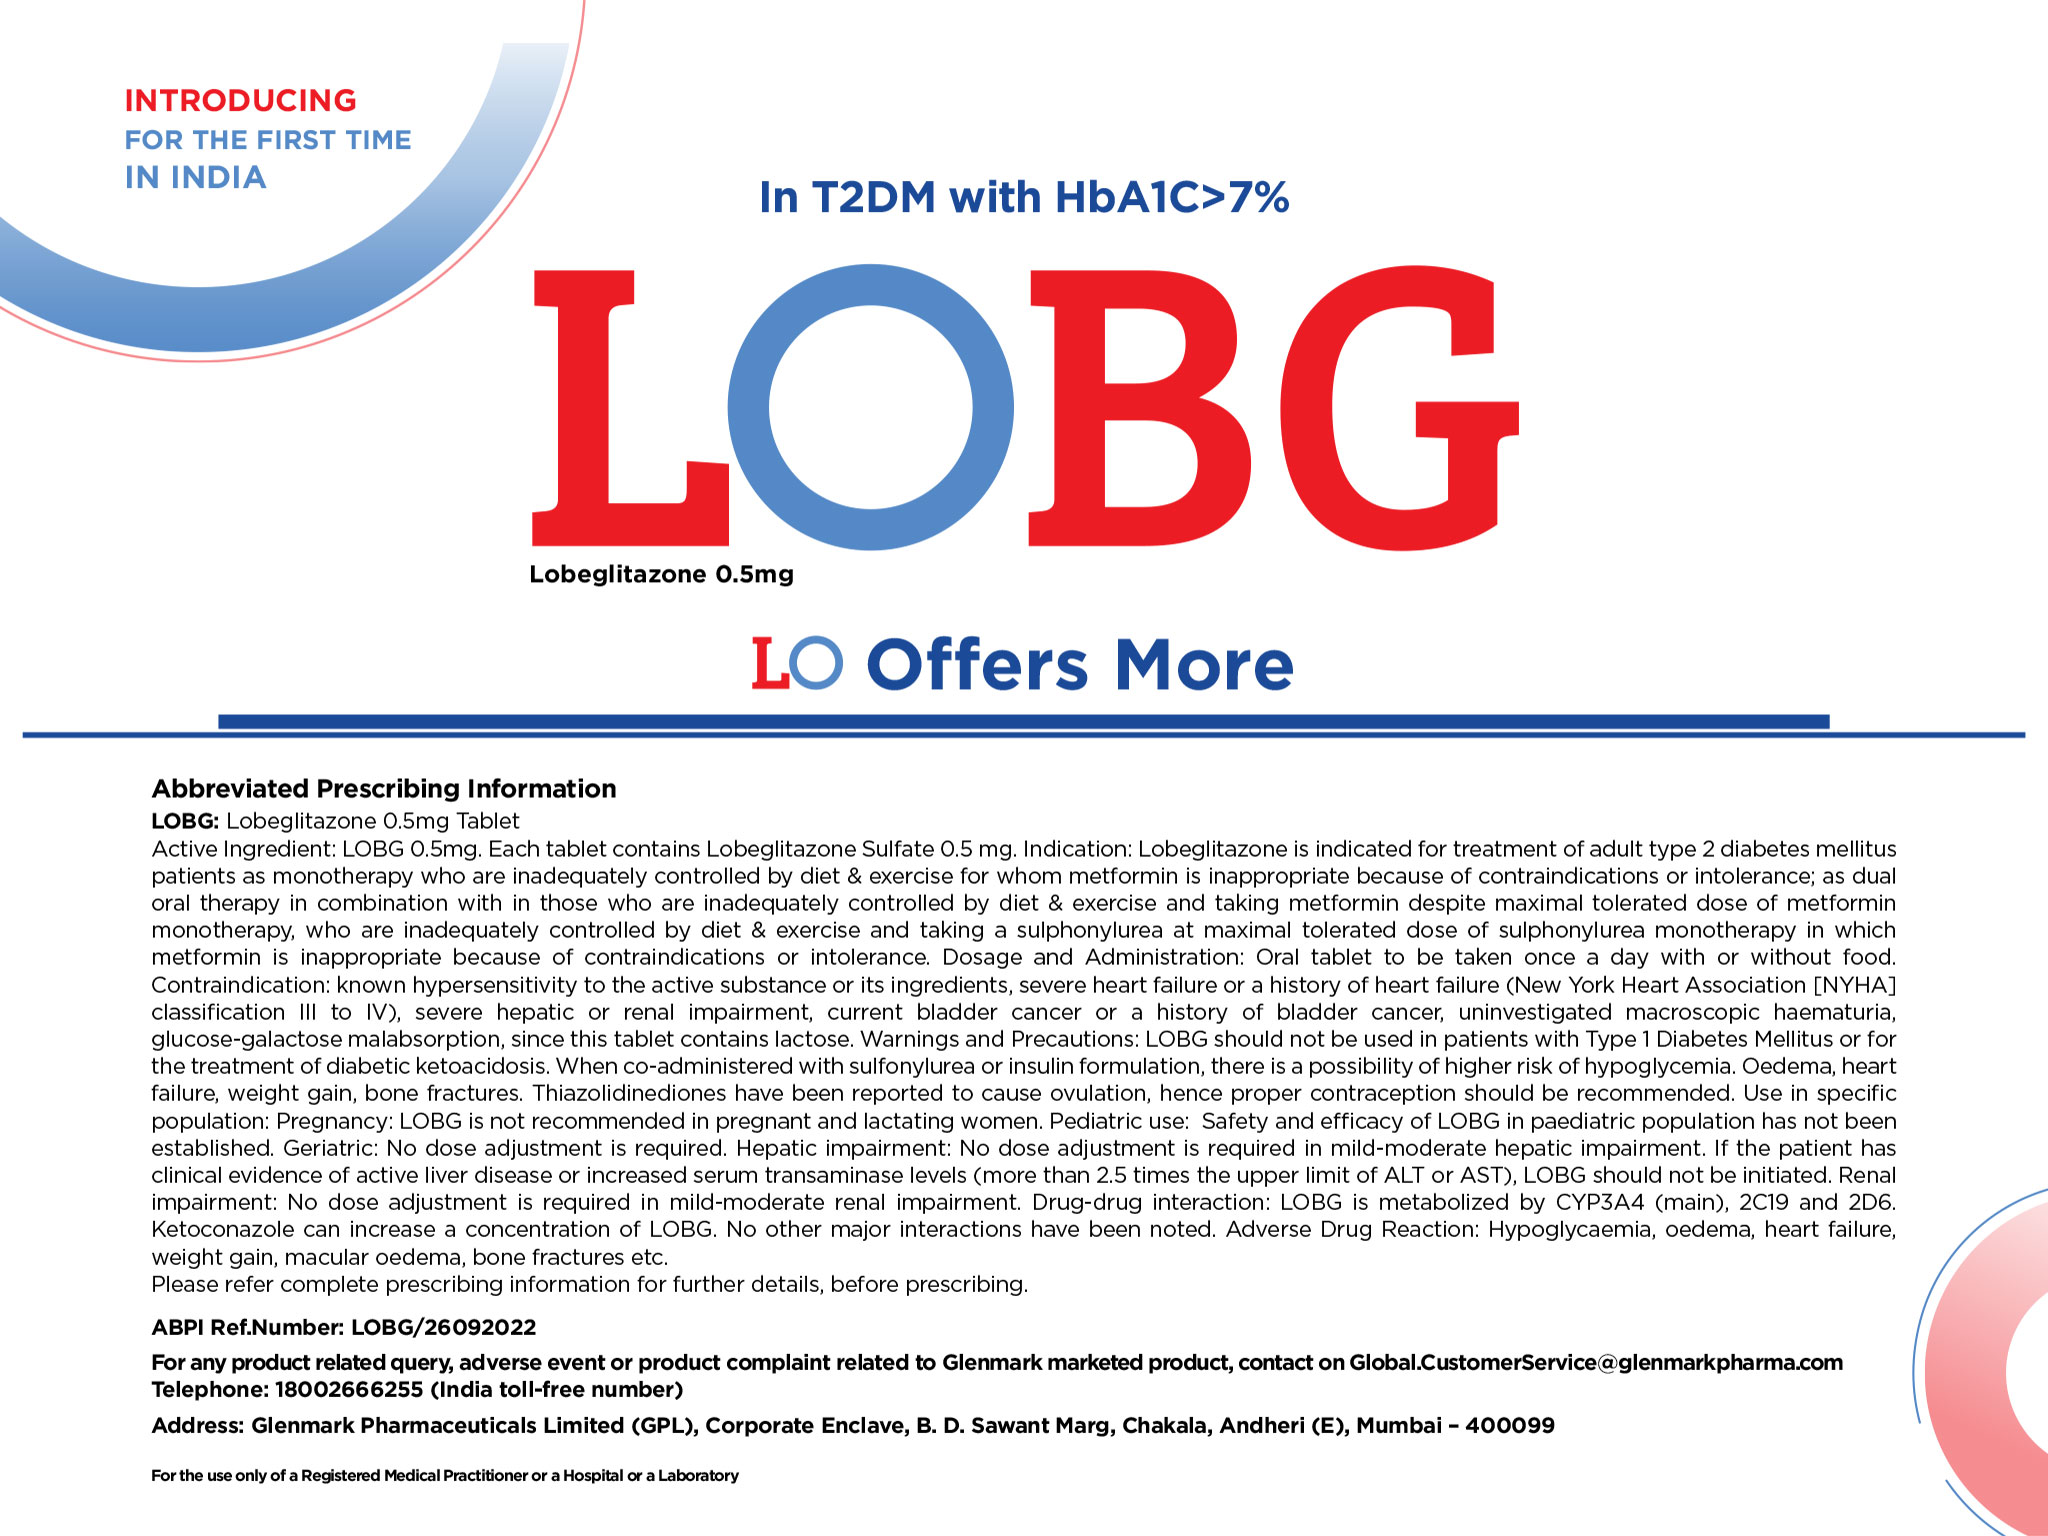 INTRODUCING
FOR THE FIRST TIME
IN INDIA
In T2DM with HbA1C>7%
LOBG
Lobeglitazone 0.5mg
LO Offers More
Abbreviated Prescribing Information
LOBG: Lobeglitazone 0.5mg Tablet
Active Ingredient: LOBG 0.5mg. Each tablet contains Lobeglitazone Sulfate 0.5 mg. Indication: Lobeglitazone is indicated for treatment of adult type 2 diabetes mellitus
patients as monotherapy who are inadequately controlled by diet & exercise for whom metformin is inappropriate because of contraindications or intolerance; as dual
oral therapy in combination with in those who are inadequately controlled by diet & exercise and taking metformin despite maximal tolerated dose of metformin
monotherapy, who are inadequately controlled by diet & exercise and taking a sulphonylurea at maximal tolerated dose of sulphonylurea monotherapy in which
metformin is inappropriate because of contraindications or intolerance. Dosage and Administration: Oral tablet to be taken once a day with or without food.
Contraindication: known hypersensitivity to the active substance or its ingredients, severe heart failure or a history of heart failure (New York Heart Association [NYHA]
classification III to IV), severe hepatic or renal impairment, current bladder cancer or a history of bladder cancer, uninvestigated macroscopic haematuria,
glucose-galactose malabsorption, since this tablet contains lactose. Warnings and Precautions: LOBG should not be used in patients with Type 1 Diabetes Mellitus or for
the treatment of diabetic ketoacidosis. When co-administered with sulfonylurea or insulin formulation, there is a possibility of higher risk of hypoglycemia. Oedema, heart
failure, weight gain, bone fractures. Thiazolidinediones have been reported to cause ovulation, hence proper contraception should be recommended. Use in specific
population: Pregnancy: LOBG is not recommended in pregnant and lactating women. Pediatric use: Safety and efficacy of LOBG in paediatric population has not been
established. Geriatric: No dose adjustment is required. Hepatic impairment: No dose adjustment is required in mild-moderate hepatic impairment. If the patient has
clinical evidence of active liver disease or increased serum transaminase levels (more than 2.5 times the upper limit of ALT or AST), LOBG should not be initiated. Renal
impairment: No dose adjustment is required in mild-moderate renal impairment. Drug-drug interaction: LOBG is metabolized by CYP3A4 (main), 2C19 and 2D6.
Ketoconazole can increase a concentration of LOBG. No other major interactions have been noted. Adverse Drug Reaction: Hypoglycaemia, oedema, heart failure,
weight gain, macular oedema, bone fractures etc.
Please refer complete prescribing information for further details, before prescribing.
ABPI Ref.Number: LOBG/26092022
For any product related query, adverse event or product complaint related to Glenmark marketed product, contact on Global.CustomerService@glenmarkpharma.com
Telephone: 18002666255 (India toll-free number)
Address: Glenmark Pharmaceuticals Limited (GPL), Corporate Enclave, B. D. Sawant Marg, Chakala, Andheri (E), Mumbai – 400099
For the use only of a Registered Medical Practitioner or a Hospital or a Laboratory